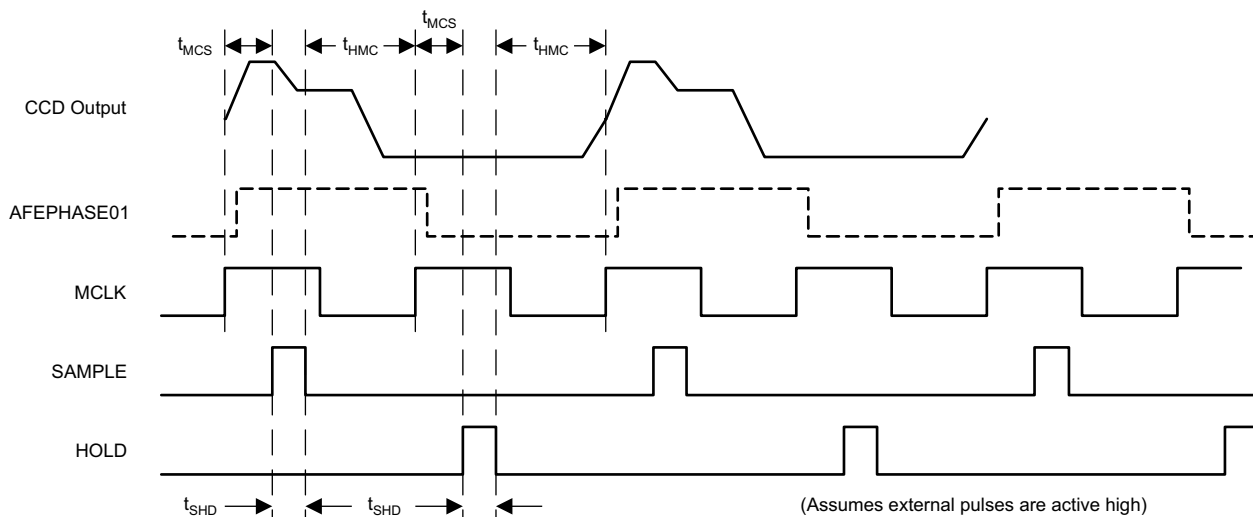 tMCS
tMCS
tHMC
tHMC
CCD Output
AFEPHASE01
MCLK
SAMPLE
HOLD
tSHD
tSHD
(Assumes external pulses are active high)